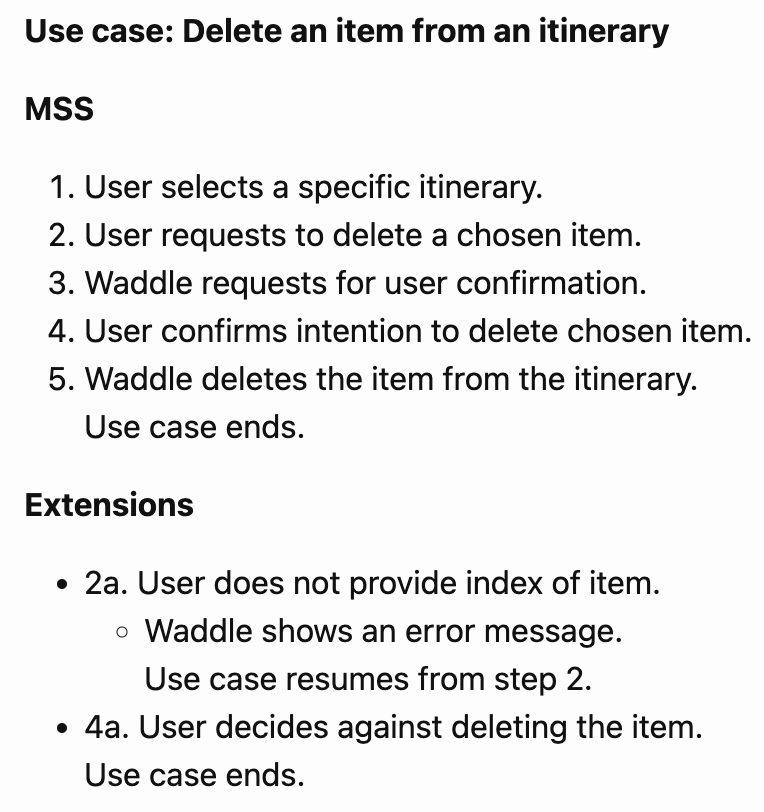 Use case: Delete an item from an itinerary
MSS
1. User selects a specific itinerary.
2. User requests to delete a chosen item.
3. Waddle requests for user confirmation.
4. User confirms intention to delete chosen item.
5. Waddle deletes the item from the itinerary.
Use case ends.
Extensions
• 2a. User does not provide index of item.
◦ Waddle shows an error message.
Use case resumes from step 2.
• 4a. User decides against deleting the item.
Use case ends.